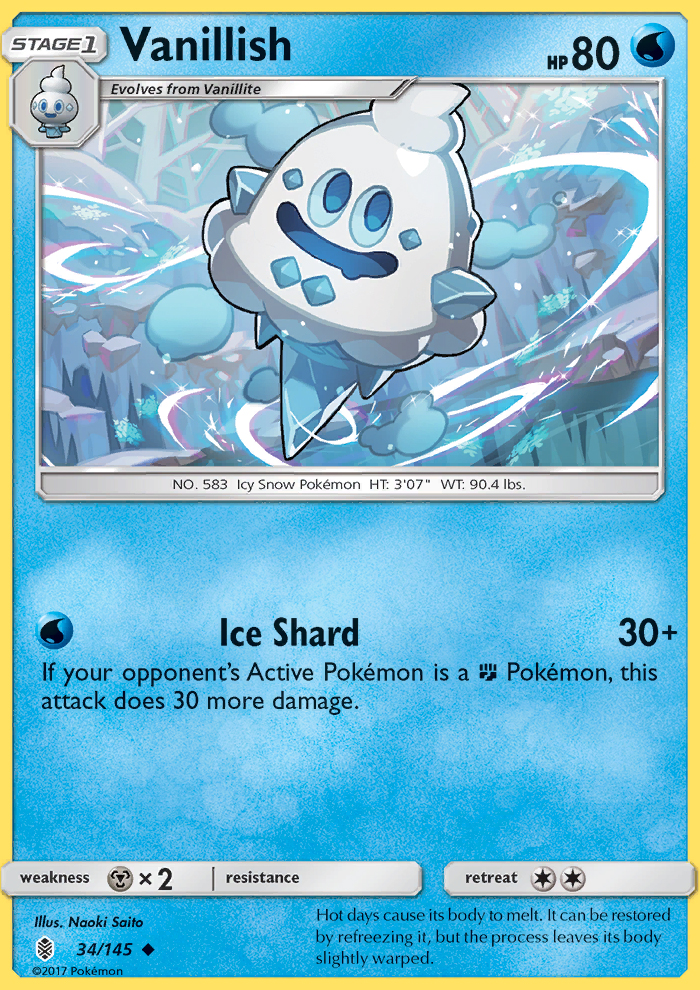 STAGE1
Vanillish
HP 80
Evolves from Vanillite
NO. 583 Icy Snow Pokémon HT: 3'07" WT: 90.4 lbs.
Ice Shard 30+
If your opponent's Active Pokémon is a Pokémon, this
attack does 30 more damage.
weakness ×2 resistance retreat
Illus. Naoki Saito
34/145
©2017 Pokémon
Hot days cause its body to melt. It can be restored
by refreezing it, but the process leaves its body
slightly warped.